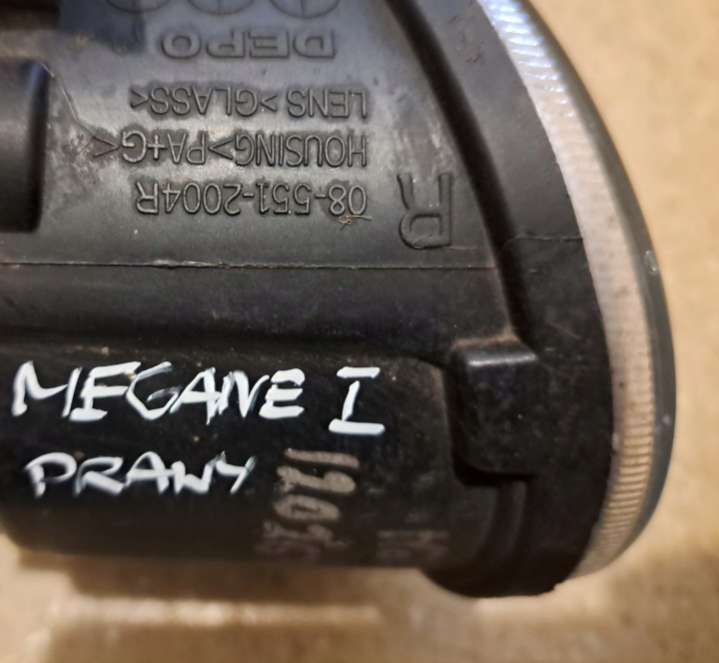 DEPO
LENS >GLASS<
HOUSING>PA+G<
08-551-2004R
R
MEGANE I
PRAWY